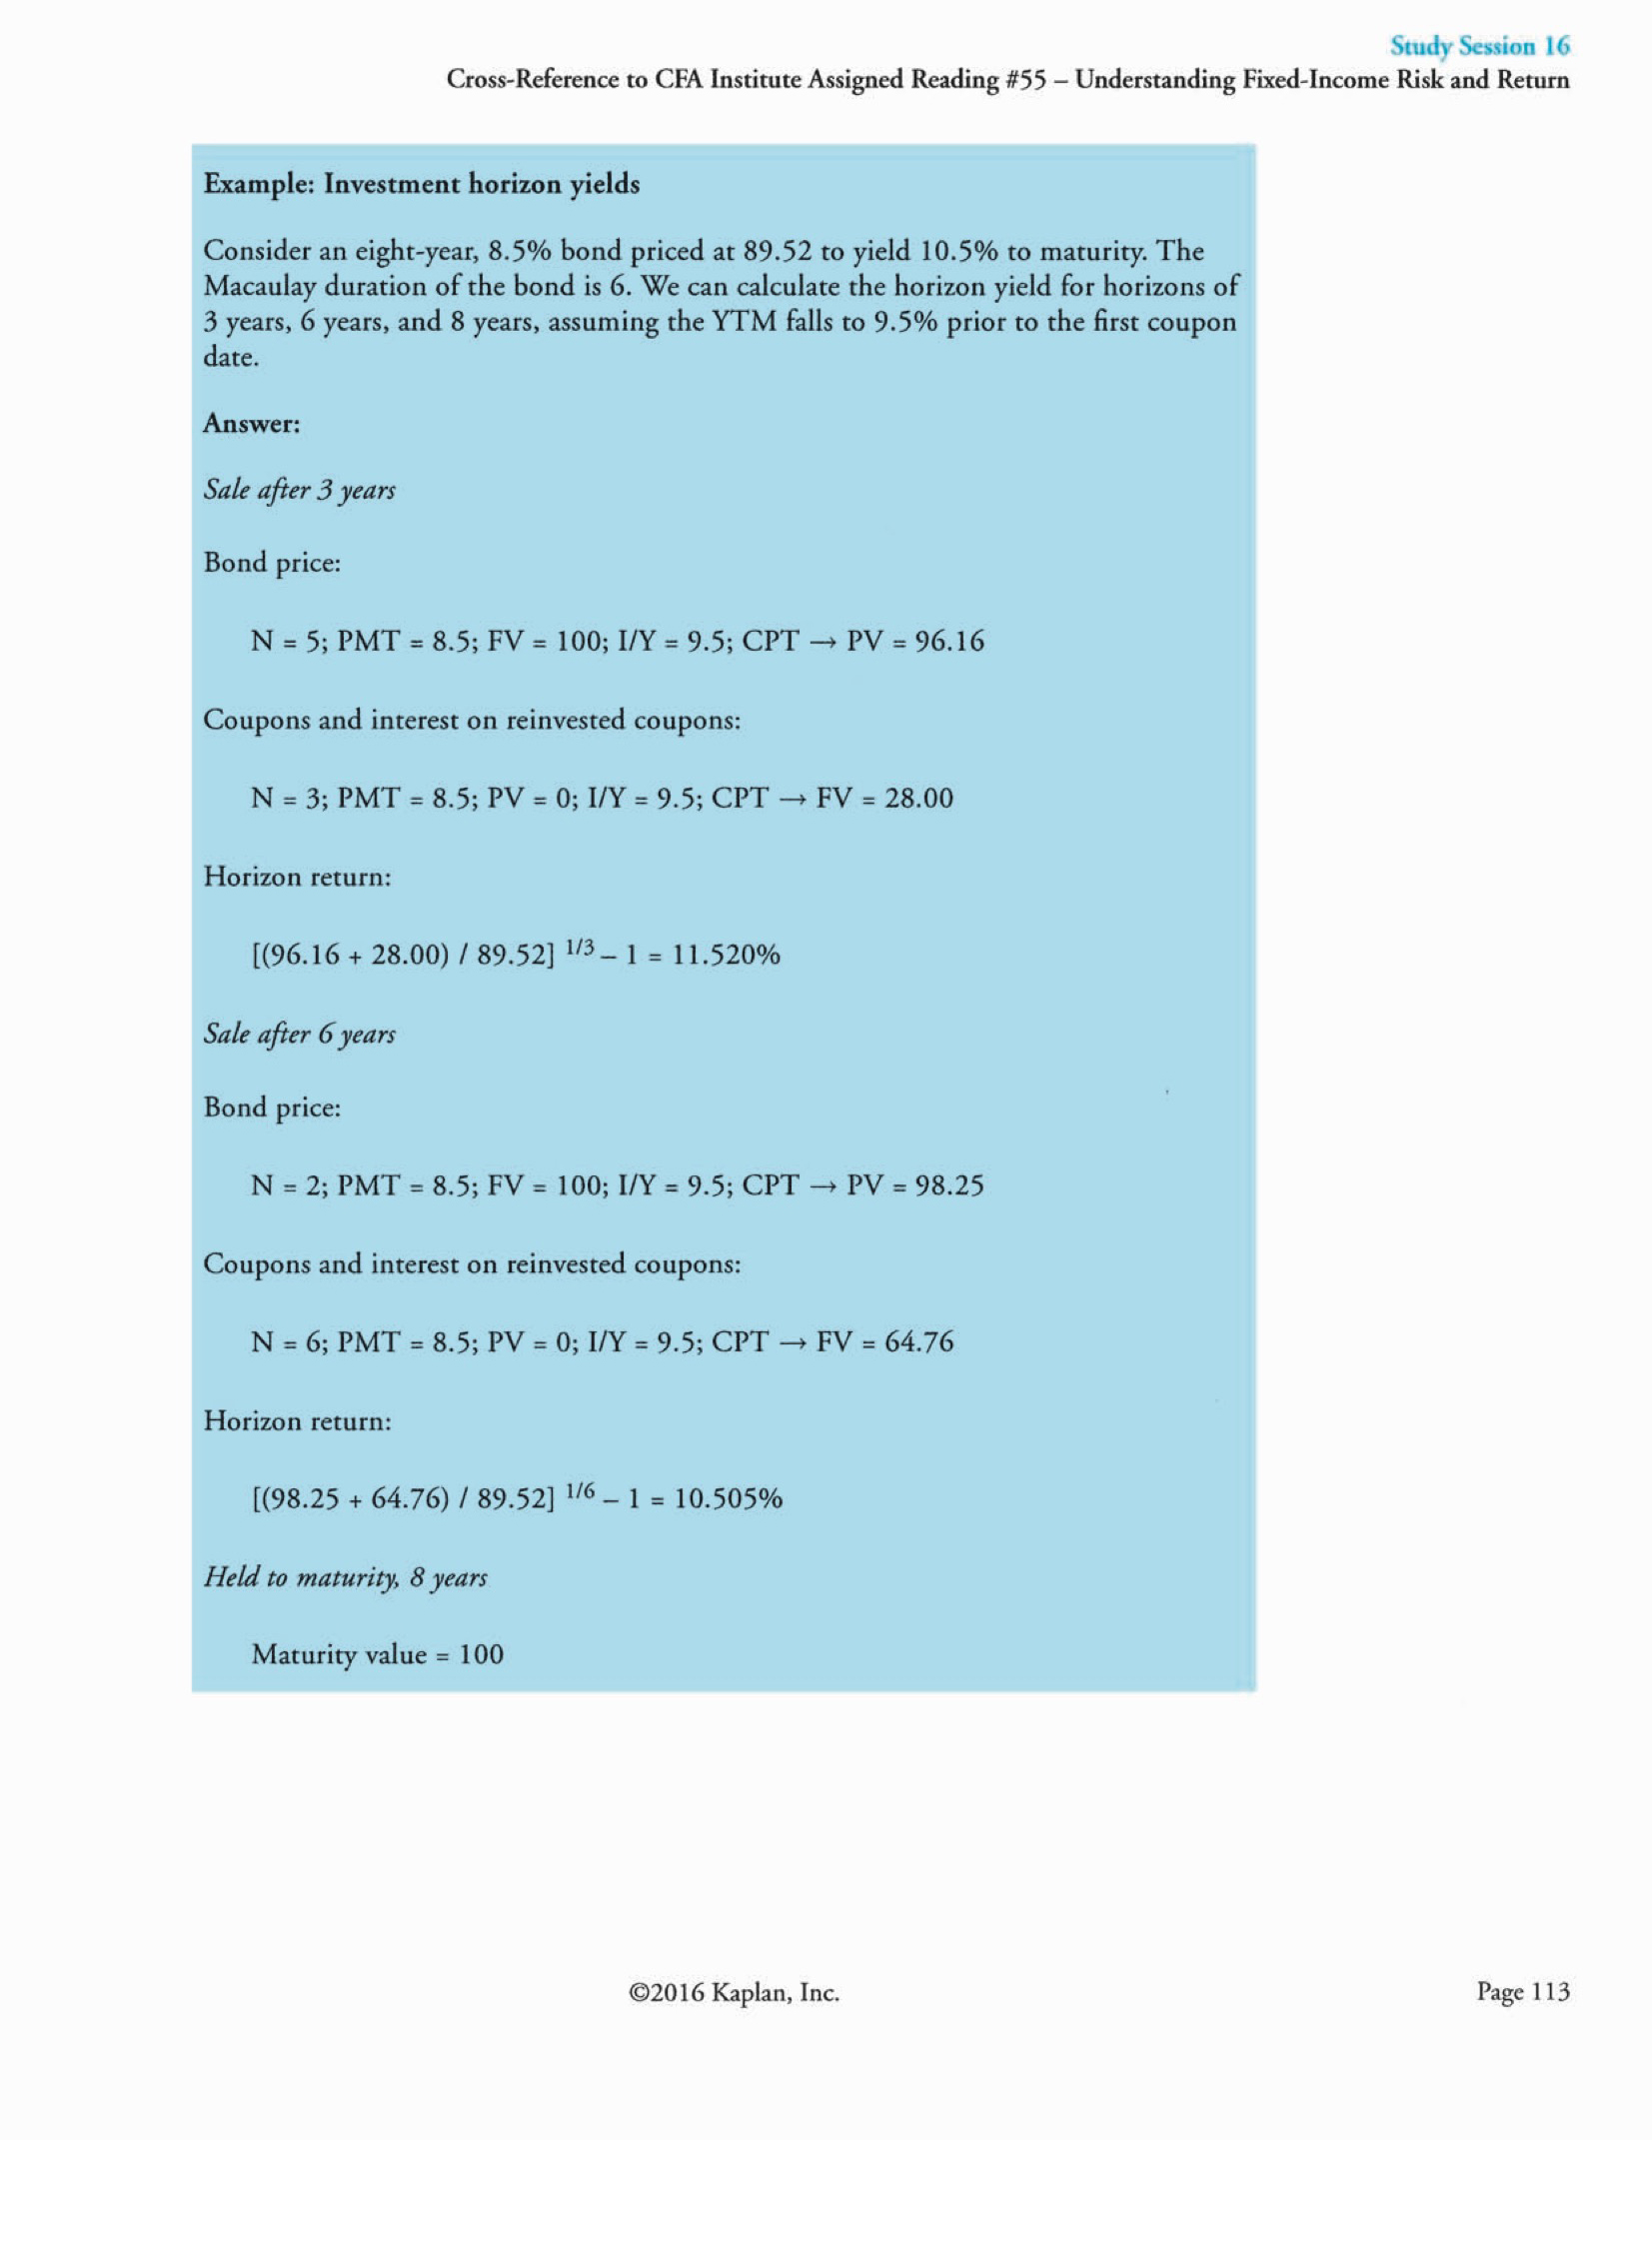 Study Session 16
Cross-Reference to CFA Institute Assigned Reading #55 – Understanding Fixed-Income Risk and Return
Example: Investment horizon yields
Consider an eight-year, 8.5% bond priced at 89.52 to yield 10.5% to maturity. The
Macaulay duration of the bond is 6. We can calculate the horizon yield for horizons of
3 years, 6 years, and 8 years, assuming the YTM falls to 9.5% prior to the first coupon
date.
Answer:
Sale after 3 years
Bond price:
N = 5; PMT = 8.5; FV = 100; I/Y = 9.5; CPT → PV = 96.16
Coupons and interest on reinvested coupons:
N = 3; PMT = 8.5; PV = 0; I/Y = 9.5; CPT → FV = 28.00
Horizon return:
[(96.16 + 28.00) / 89.52] 1/3 – 1 = 11.520%
Sale after 6 years
Bond price:
N = 2; PMT = 8.5; FV = 100; I/Y = 9.5; CPT → PV = 98.25
Coupons and interest on reinvested coupons:
N = 6; PMT = 8.5; PV = 0; I/Y = 9.5; CPT → FV = 64.76
Horizon return:
[(98.25 + 64.76) / 89.52] 1/6 – 1 = 10.505%
Held to maturity, 8 years
Maturity value = 100
©2016 Kaplan, Inc.
Page 113